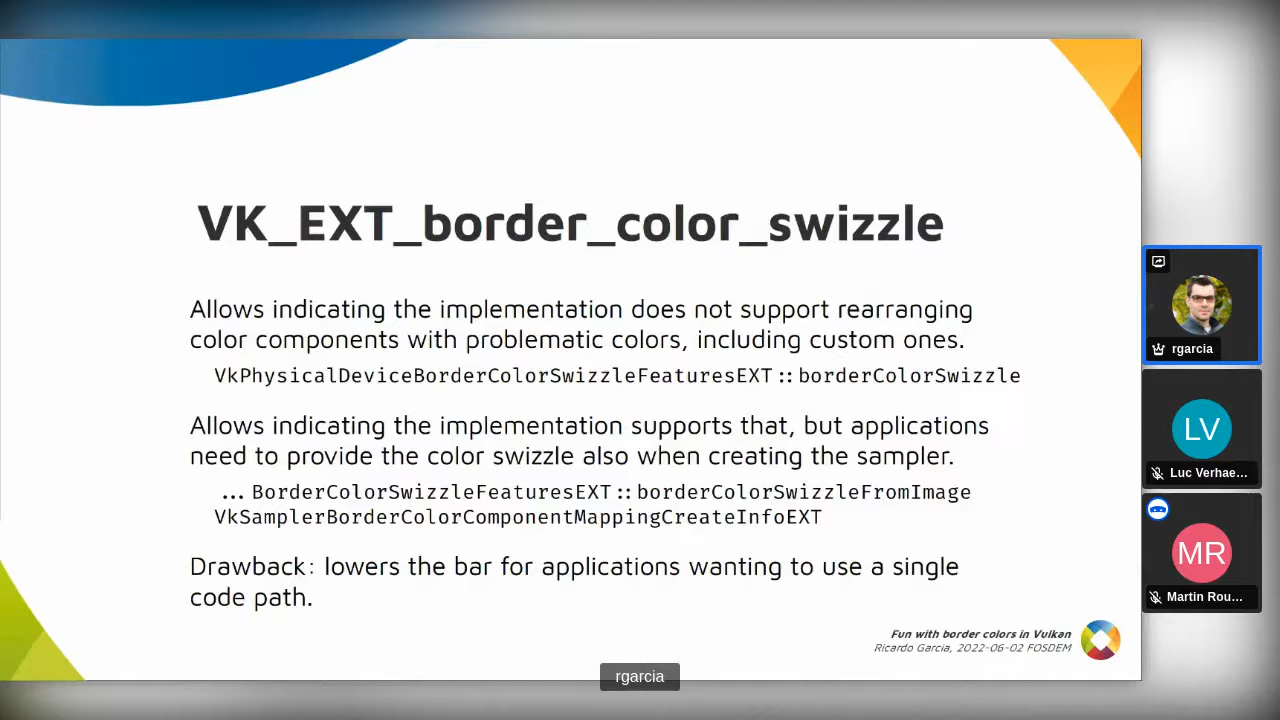 VK_EXT_border_color_swizzle
Allows indicating the implementation does not support rearranging
color components with problematic colors, including custom ones.
VkPhysicalDeviceBorderColorSwizzleFeaturesEXT::borderColorSwizzle
Allows indicating the implementation supports that, but applications
need to provide the color swizzle also when creating the sampler.
...BorderColorSwizzleFeaturesEXT::borderColorSwizzleFromImage
VkSamplerBorderColorComponentMappingCreateInfoEXT
Drawback: lowers the bar for applications wanting to use a single
code path.
Fun with border colors in Vulkan
Ricardo Garcia, 2022-06-02 FOSDEM
rgarcia
rgarcia
LV
Luc Verhae...
MR
Martin Rou...